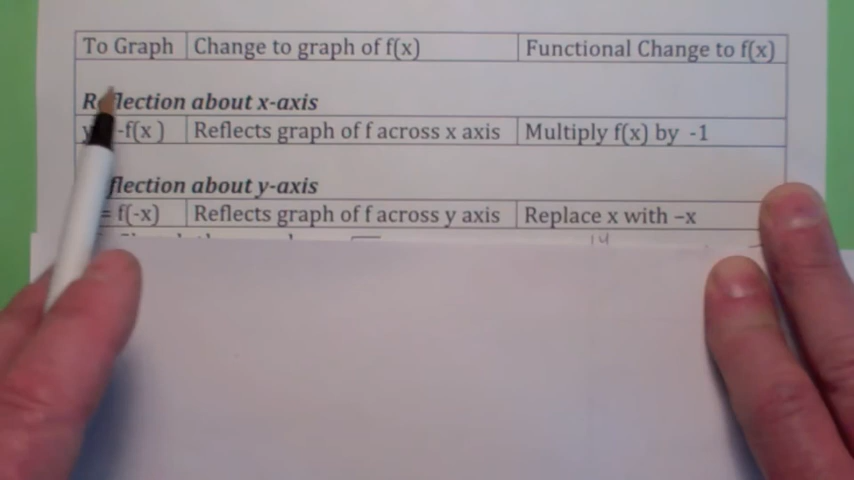 To Graph Change to graph of f(x) Functional Change to f(x)
Reflection about x-axis
y -f(x ) Reflects graph of f across x axis Multiply f(x) by -1
flection about y-axis
= f(-x) Reflects graph of f across y axis Replace x with –x